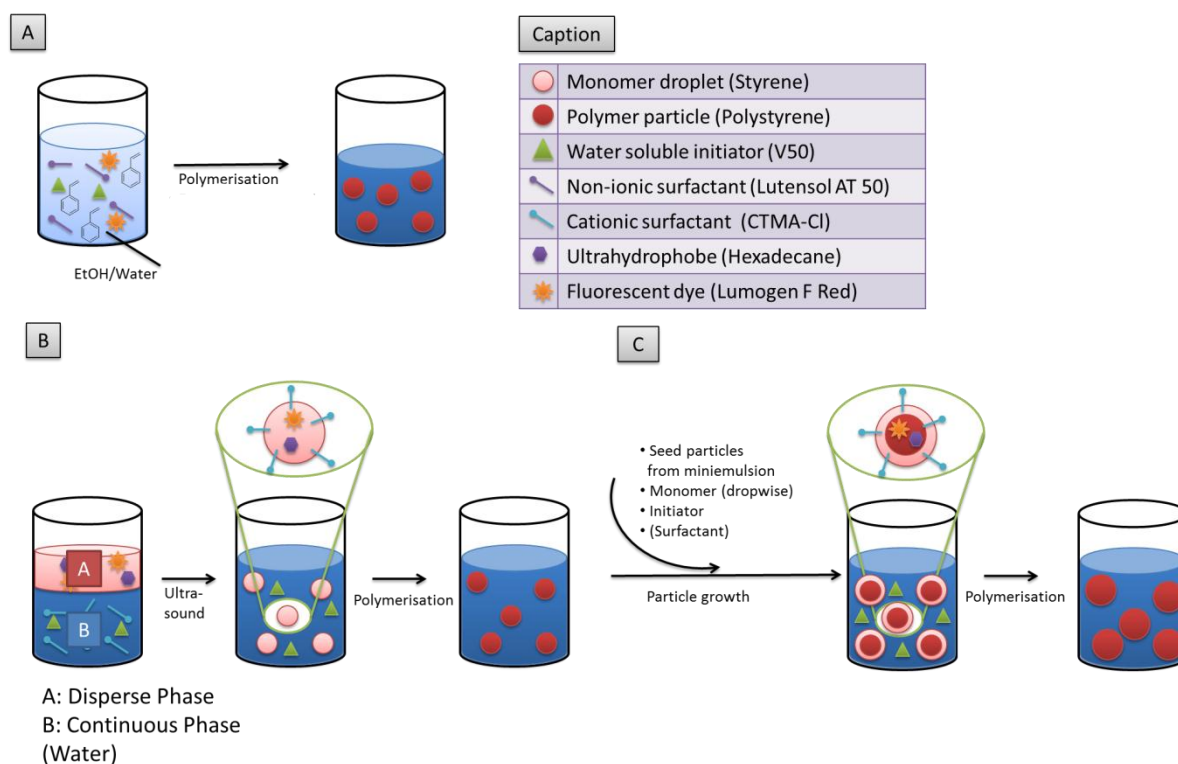 A
Polymerisation
EtOH/Water
Caption
Monomer droplet (Styrene)
Polymer particle (Polystyrene)
Water soluble initiator (V50)
Non-ionic surfactant (Lutensol AT 50)
Cationic surfactant (CTMA-Cl)
Ultrahydrophobe (Hexadecane)
Fluorescent dye (Lumogen F Red)
B
A
B
Ultra-
sound
Polymerisation
A: Disperse Phase
B: Continuous Phase
(Water)
C
• Seed particles
from miniemulsion
• Monomer (dropwise)
• Initiator
• (Surfactant)
Particle growth
Polymerisation